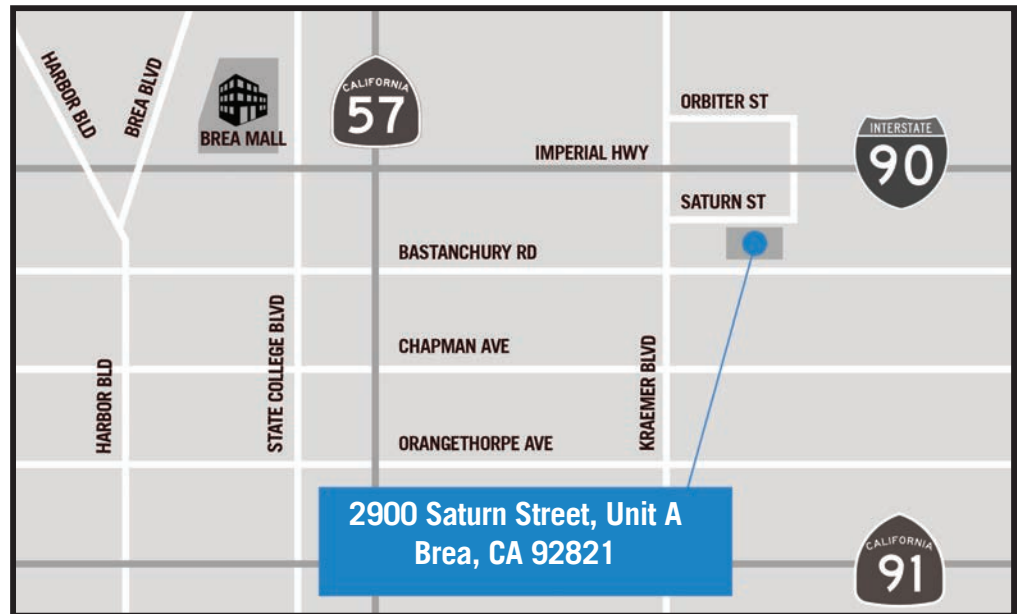 HARBOR BLD
BREA BLVD
BREA MALL
CALIFORNIA
57
ORBITER ST
INTERSTATE
90
IMPERIAL HWY
SATURN ST
BASTANCHURY RD
HARBOR BLD
STATE COLLEGE BLVD
CHAPMAN AVE
KRAEMER BLVD
ORANGETHORPE AVE
2900 Saturn Street, Unit A
Brea, CA 92821
CALIFORNIA
91